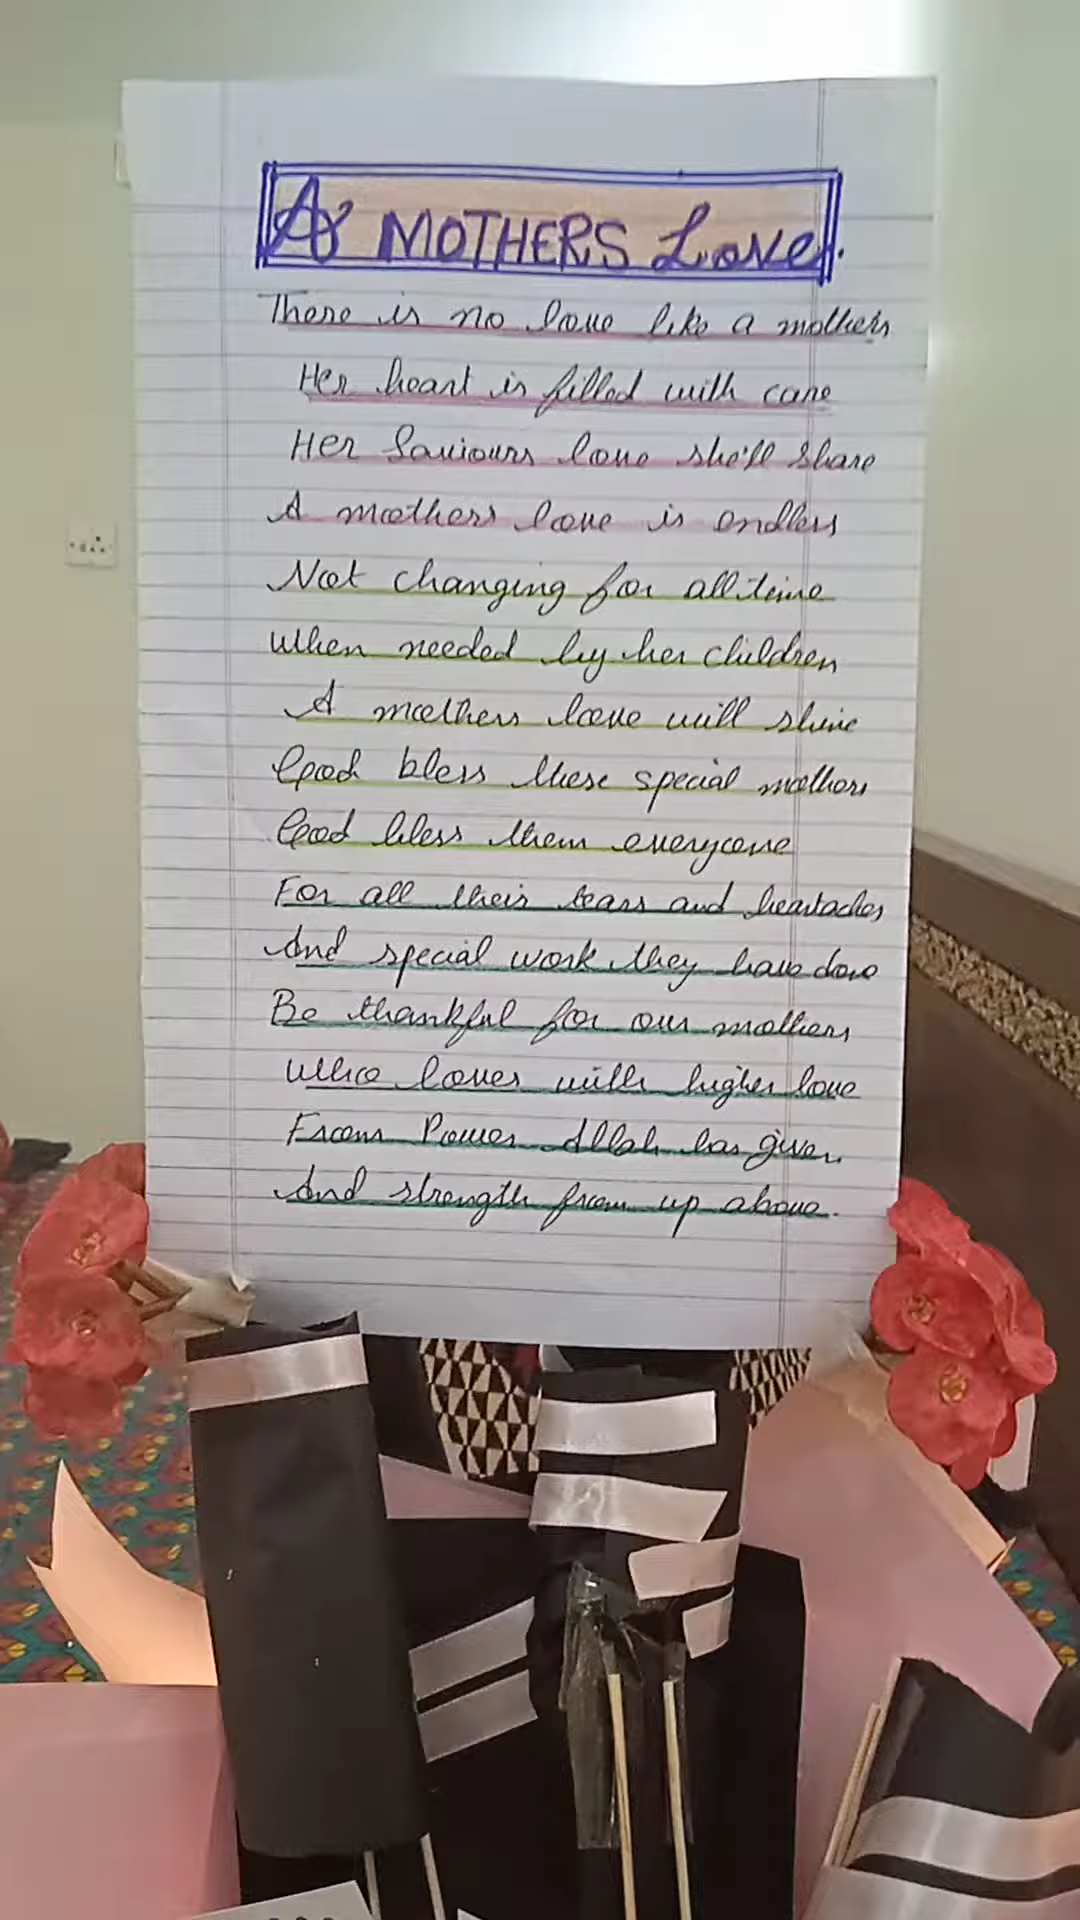 A MOTHERS Love.
There is no love like a mothers
Her heart is filled with care
Her Saviours love she'll share
A mothers love is endless
Not changing for all time
When needed by her children
A mothers love will shine
God bless these special mothers
God bless them everyone
For all their tears and heartaches
And special work they have done
Be thankful for our mothers
Who loves with higher love
From Power Allah has given
And strength from up above.